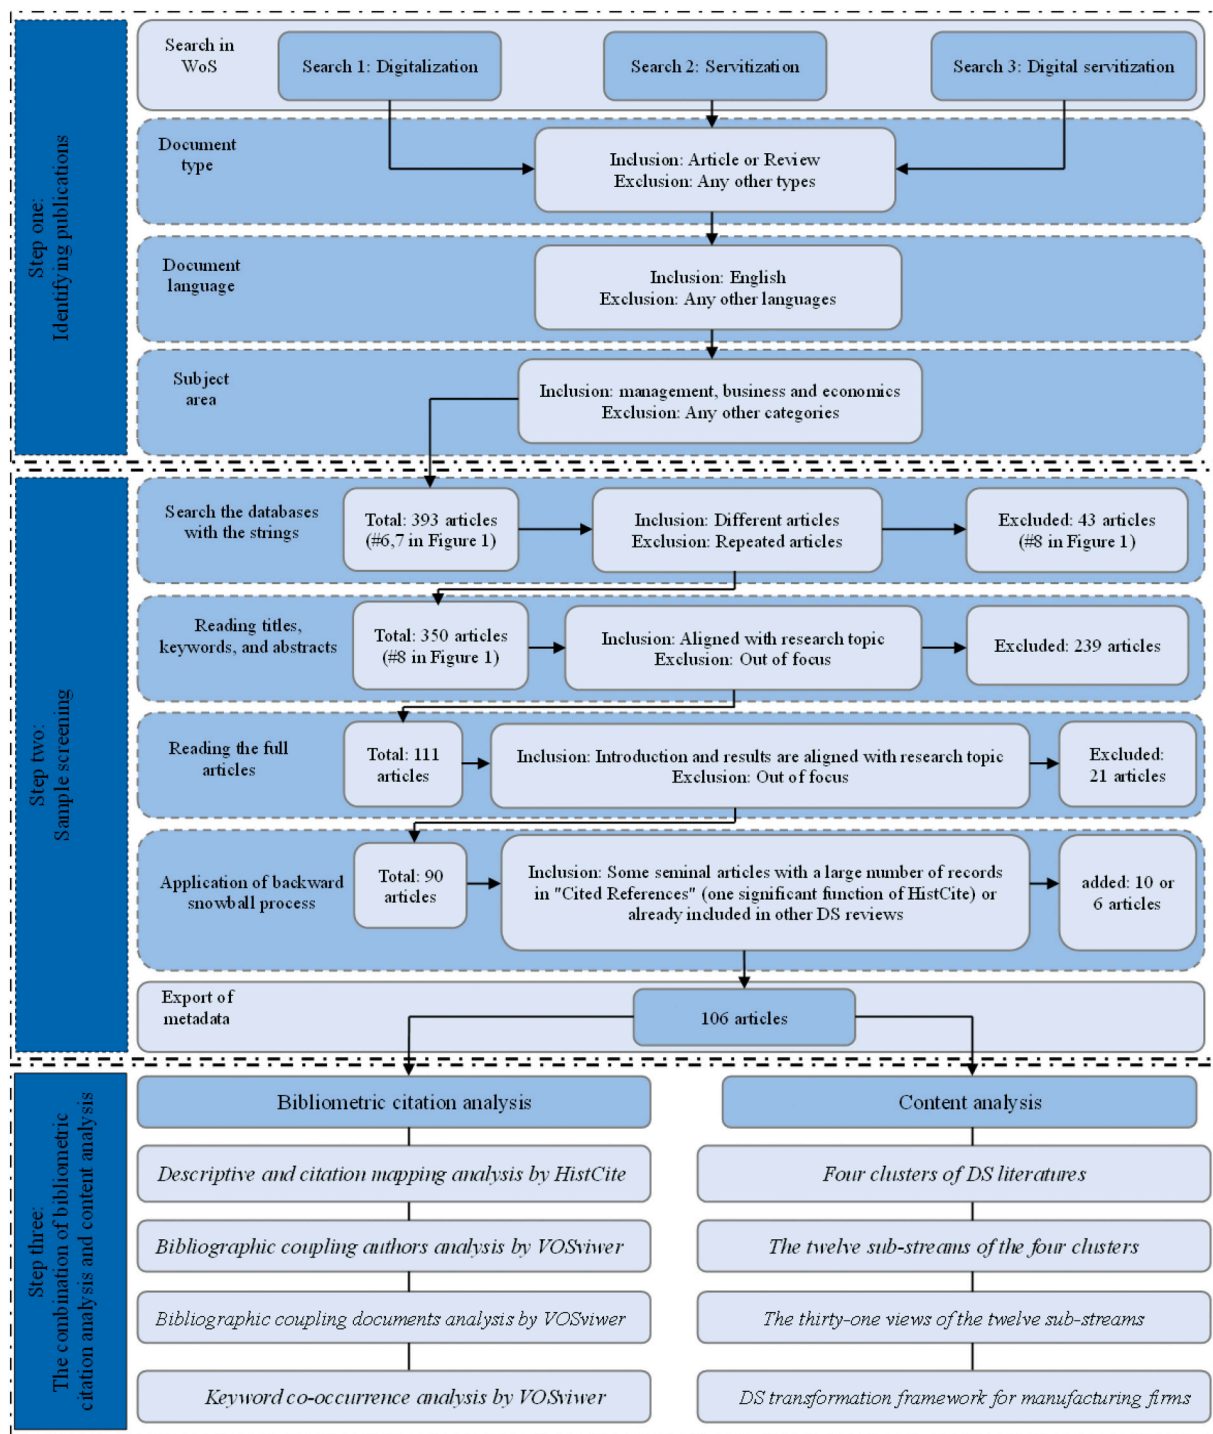 Step one:
Identifying publications
Search in
WoS
Search 1: Digitalization
Search 2: Servitization
Search 3: Digital servitization
Document
type
Inclusion: Article or Review
Exclusion: Any other types
Document
language
Inclusion: English
Exclusion: Any other languages
Subject
area
Inclusion: management, business and economics
Exclusion: Any other categories
Step two:
Sample screening
Search the databases
with the strings
Total: 393 articles
(#6,7 in Figure 1)
Inclusion: Different articles
Exclusion: Repeated articles
Excluded: 43 articles
(#8 in Figure 1)
Reading titles,
keywords, and abstracts
Total: 350 articles
(#8 in Figure 1)
Inclusion: Aligned with research topic
Exclusion: Out of focus
Excluded: 239 articles
Reading the full
articles
Total: 111
articles
Inclusion: Introduction and results are aligned with research topic
Exclusion: Out of focus
Excluded:
21 articles
Application of backward
snowball process
Total: 90
articles
Inclusion: Some seminal articles with a large number of records
in "Cited References" (one significant function of HistCite) or
already included in other DS reviews
added: 10 or
6 articles
Export of
metadata
106 articles
Step three:
The combination of bibliometric
citation analysis and content analysis
Bibliometric citation analysis
Descriptive and citation mapping analysis by HistCite
Bibliographic coupling authors analysis by VOSviwer
Bibliographic coupling documents analysis by VOSviwer
Keyword co-occurrence analysis by VOSviwer
Content analysis
Four clusters of DS literatures
The twelve sub-streams of the four clusters
The thirty-one views of the twelve sub-streams
DS transformation framework for manufacturing firms